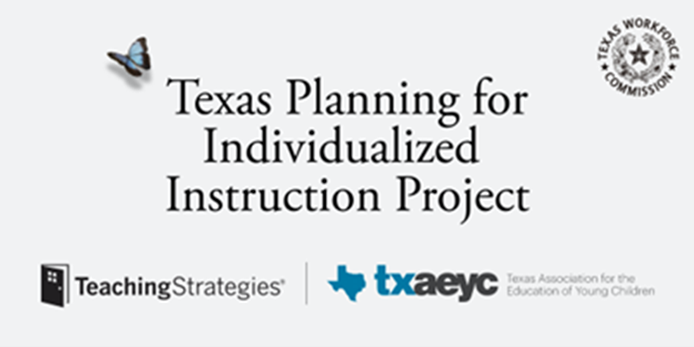 TEXAS WORKFORCE
COMMISSION
Texas Planning for
Individualized
Instruction Project
TeachingStrategies®
txaeyc
Texas Association for the
Education of Young Children